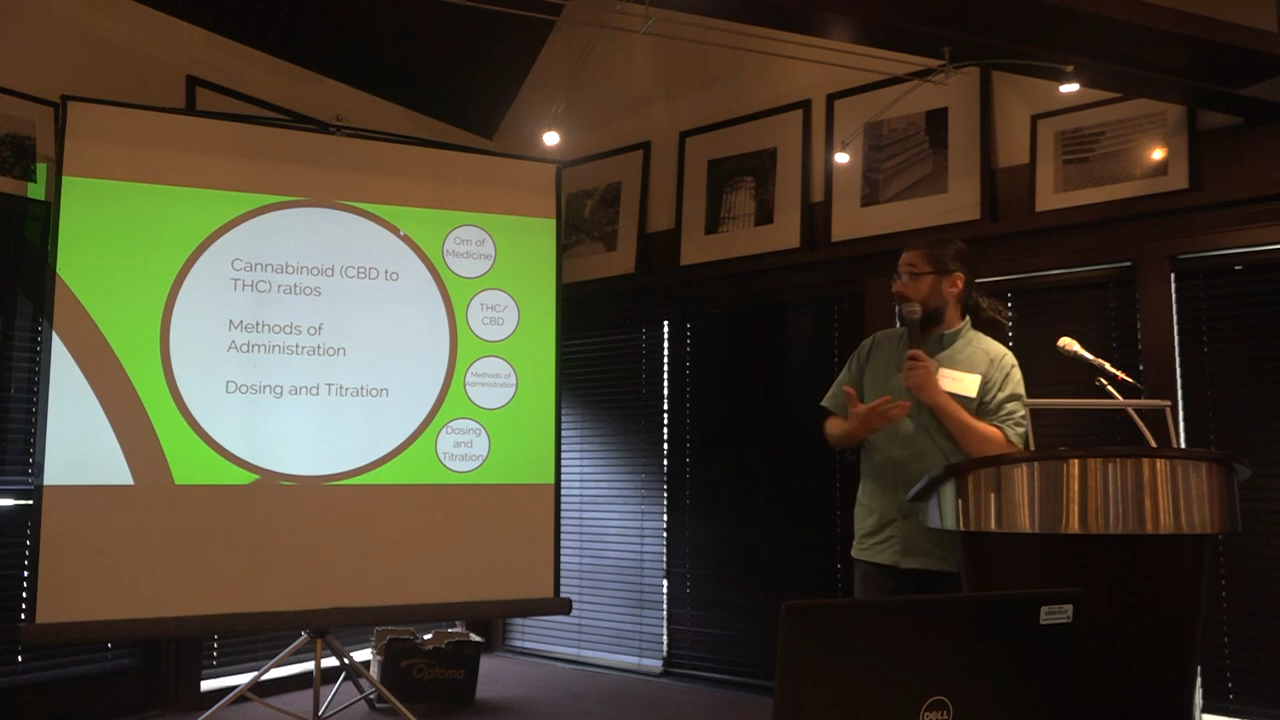 Cannabinoid (CBD to
THC) ratios
Methods of
Administration
Dosing and Titration
Om of
Medicine
THC/
CBD
Methods of
Administration
Dosing
and
Titration
Optoma
DELL